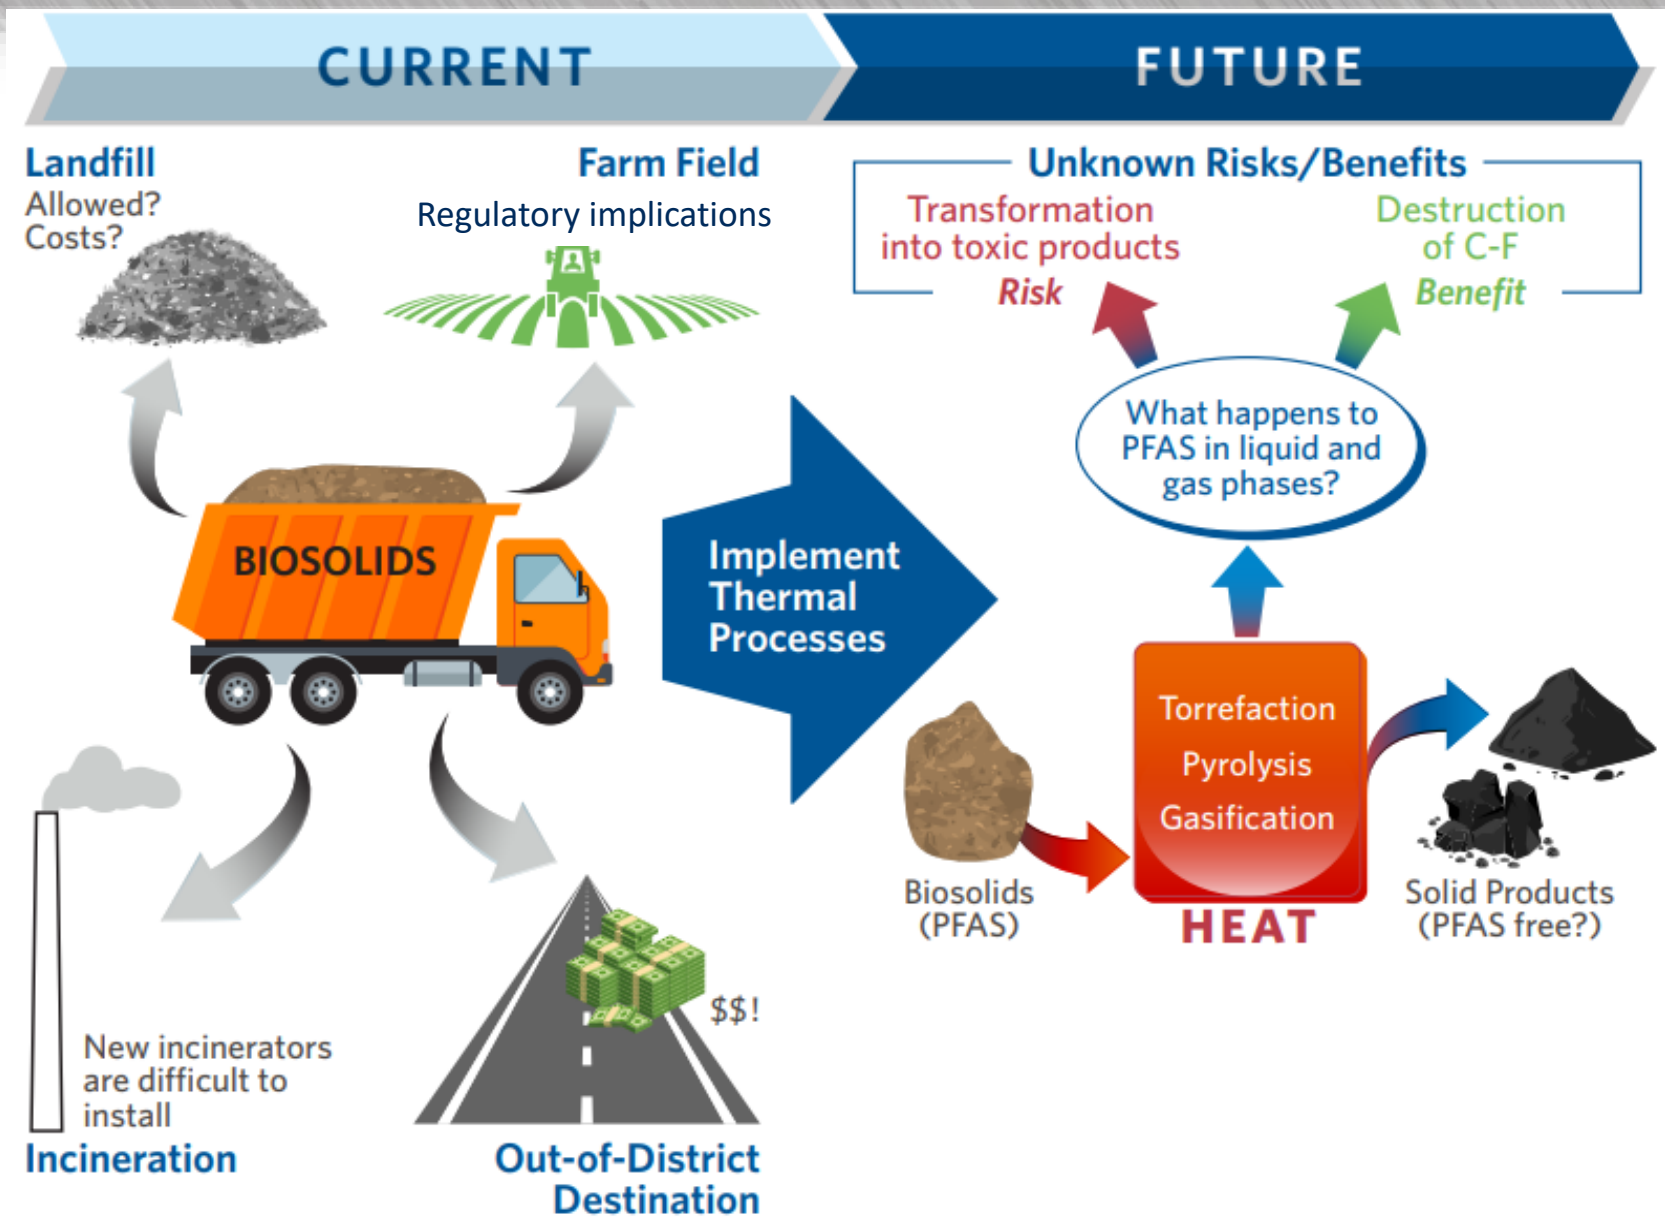 CURRENT
FUTURE
Landfill
Allowed?
Costs?
Farm Field
Regulatory implications
BIOSOLIDS
New incinerators
are difficult to
install
Incineration
$$!
Out-of-District
Destination
Implement
Thermal
Processes
Unknown Risks/Benefits
Transformation
into toxic products
Risk
Destruction
of C-F
Benefit
What happens to
PFAS in liquid and
gas phases?
Torrefaction
Pyrolysis
Gasification
HEAT
Biosolids
(PFAS)
Solid Products
(PFAS free?)